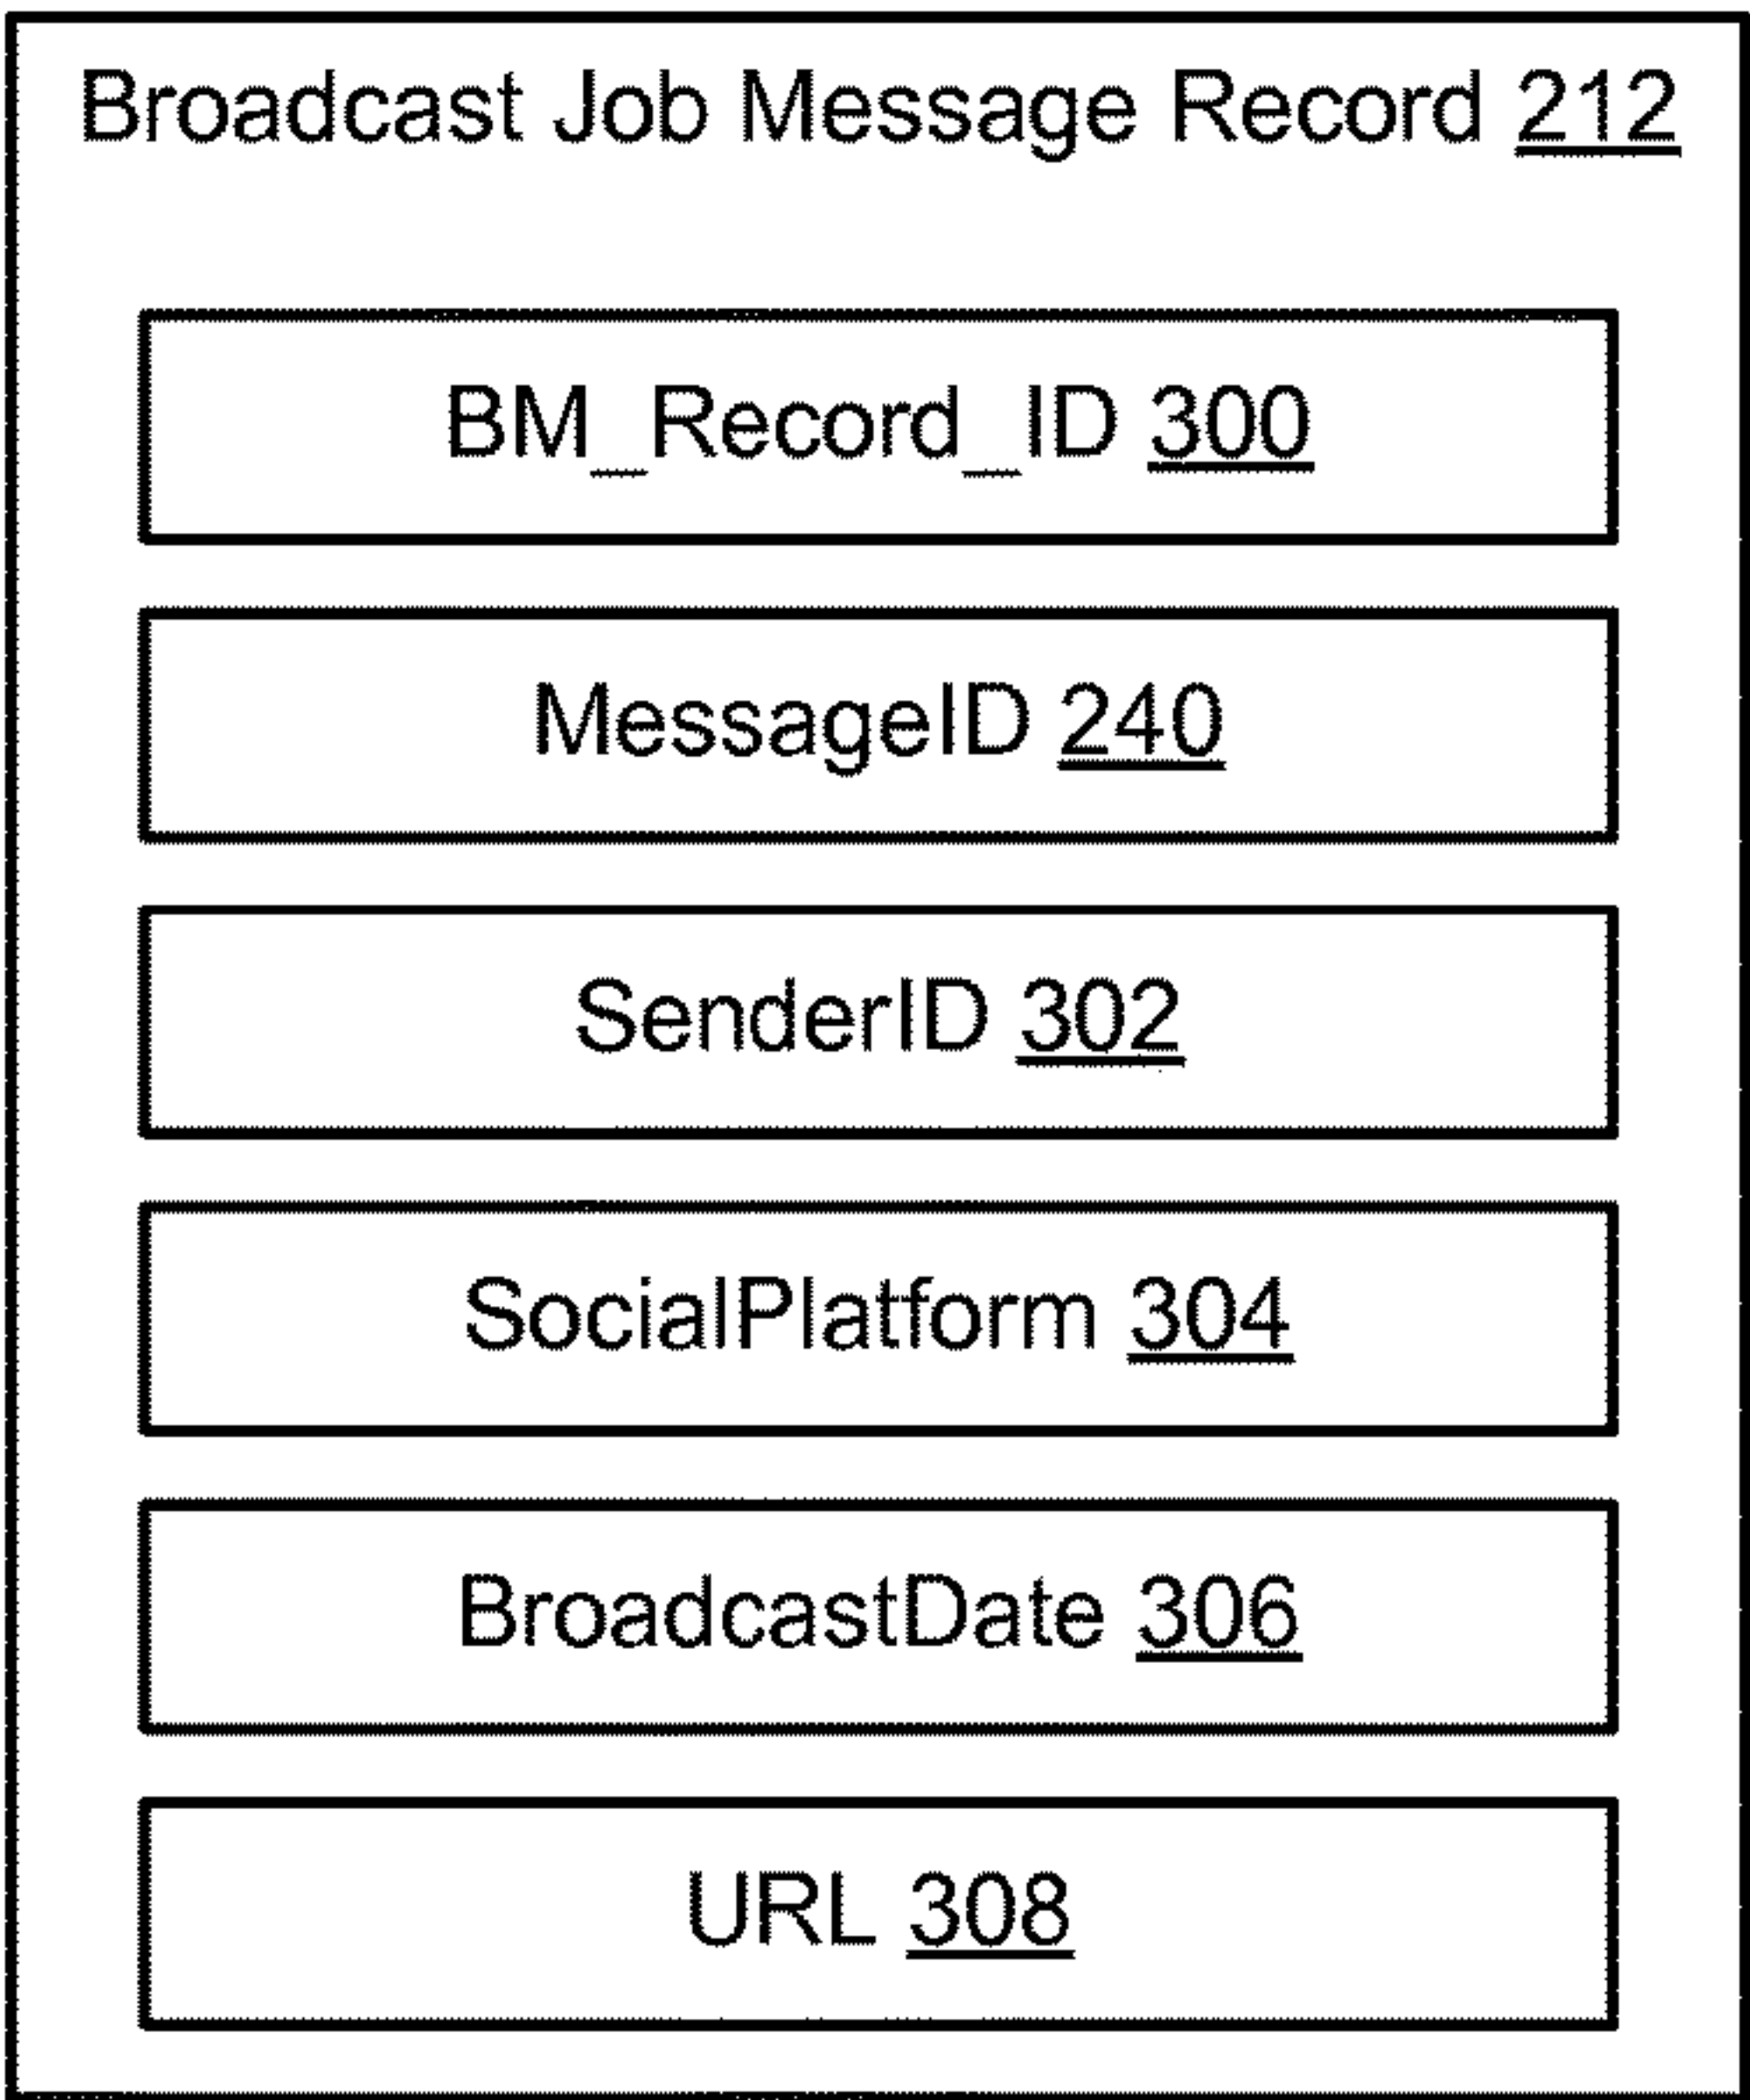 Broadcast Job Message Record 212
BM_Record_ID 300
MessageID 240
SenderID 302
SocialPlatform 304
BroadcastDate 306
URL 308